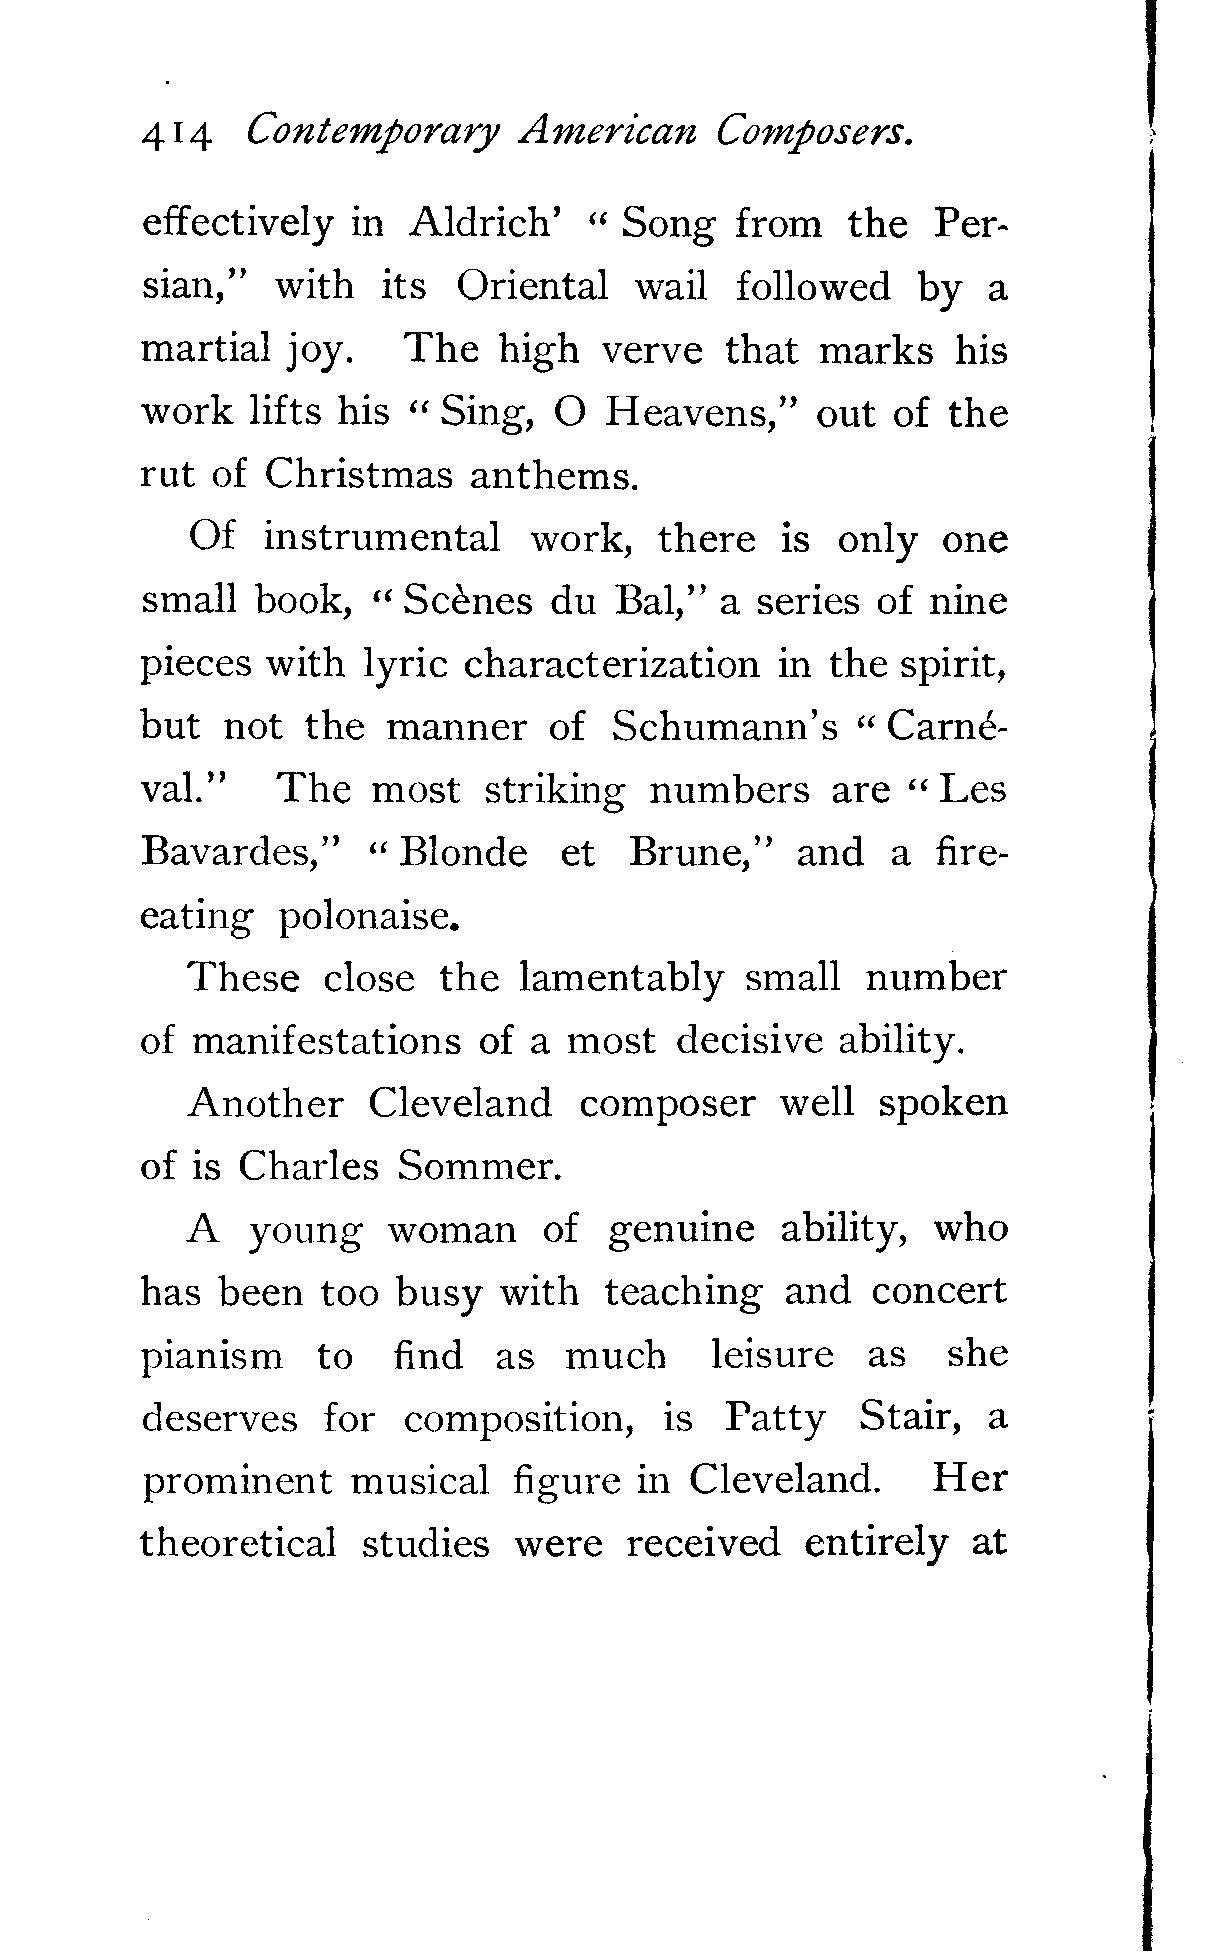 414 Contemporary American Composers.
effectively in Aldrich' “ Song from the Per-
sian,” with its Oriental wail followed by a
martial joy. The high verve that marks his
work lifts his “ Sing, O Heavens,” out of the
rut of Christmas anthems.
Of instrumental work, there is only one
small book, “ Scènes du Bal,” a series of nine
pieces with lyric characterization in the spirit,
but not the manner of Schumann's “ Carné-
val.” The most striking numbers are “ Les
Bavardes,” “ Blonde et Brune,” and a fire-
eating polonaise.
These close the lamentably small number
of manifestations of a most decisive ability.
Another Cleveland composer well spoken
of is Charles Sommer.
A young woman of genuine ability, who
has been too busy with teaching and concert
pianism to find as much leisure as she
deserves for composition, is Patty Stair, a
prominent musical figure in Cleveland. Her
theoretical studies were received entirely at